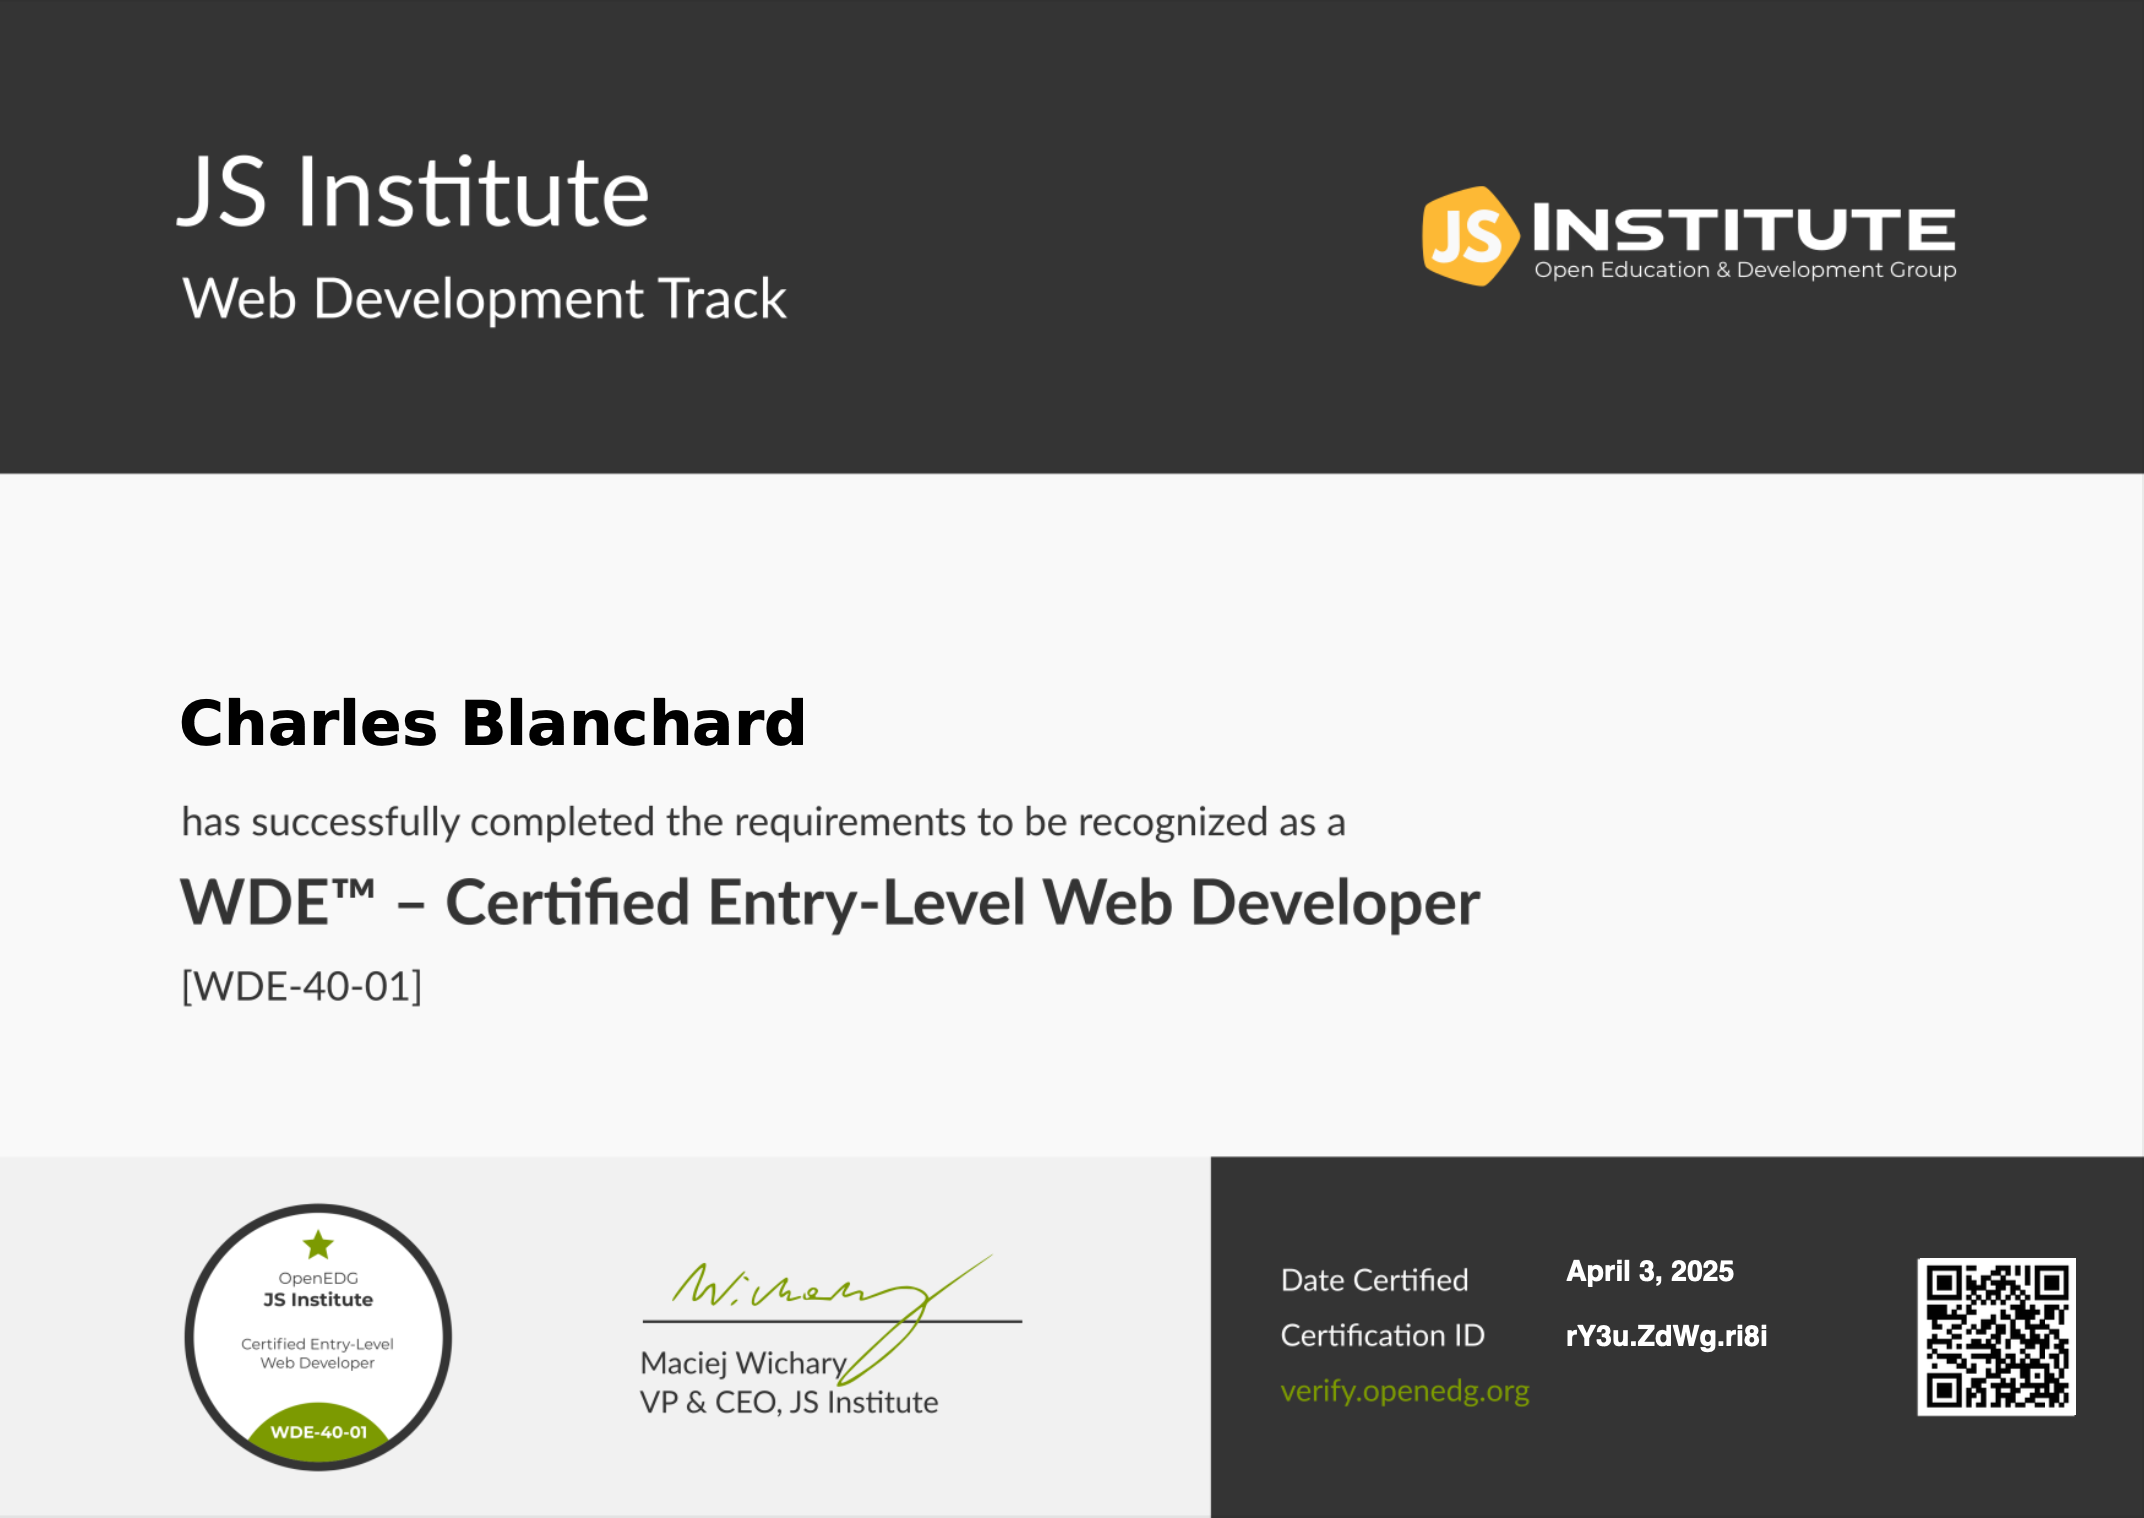 JS Institute
Web Development Track
JS INSTITUTE
Open Education & Development Group
Charles Blanchard
has successfully completed the requirements to be recognized as a
WDE™ – Certified Entry-Level Web Developer
[WDE-40-01]
OpenEDG
JS Institute
Certified Entry-Level
Web Developer
WDE-40-01
Wichary
Maciej Wichary
VP & CEO, JS Institute
Date Certified April 3, 2025
Certification ID rY3u.ZdWg.ri8i
verify.openedg.org